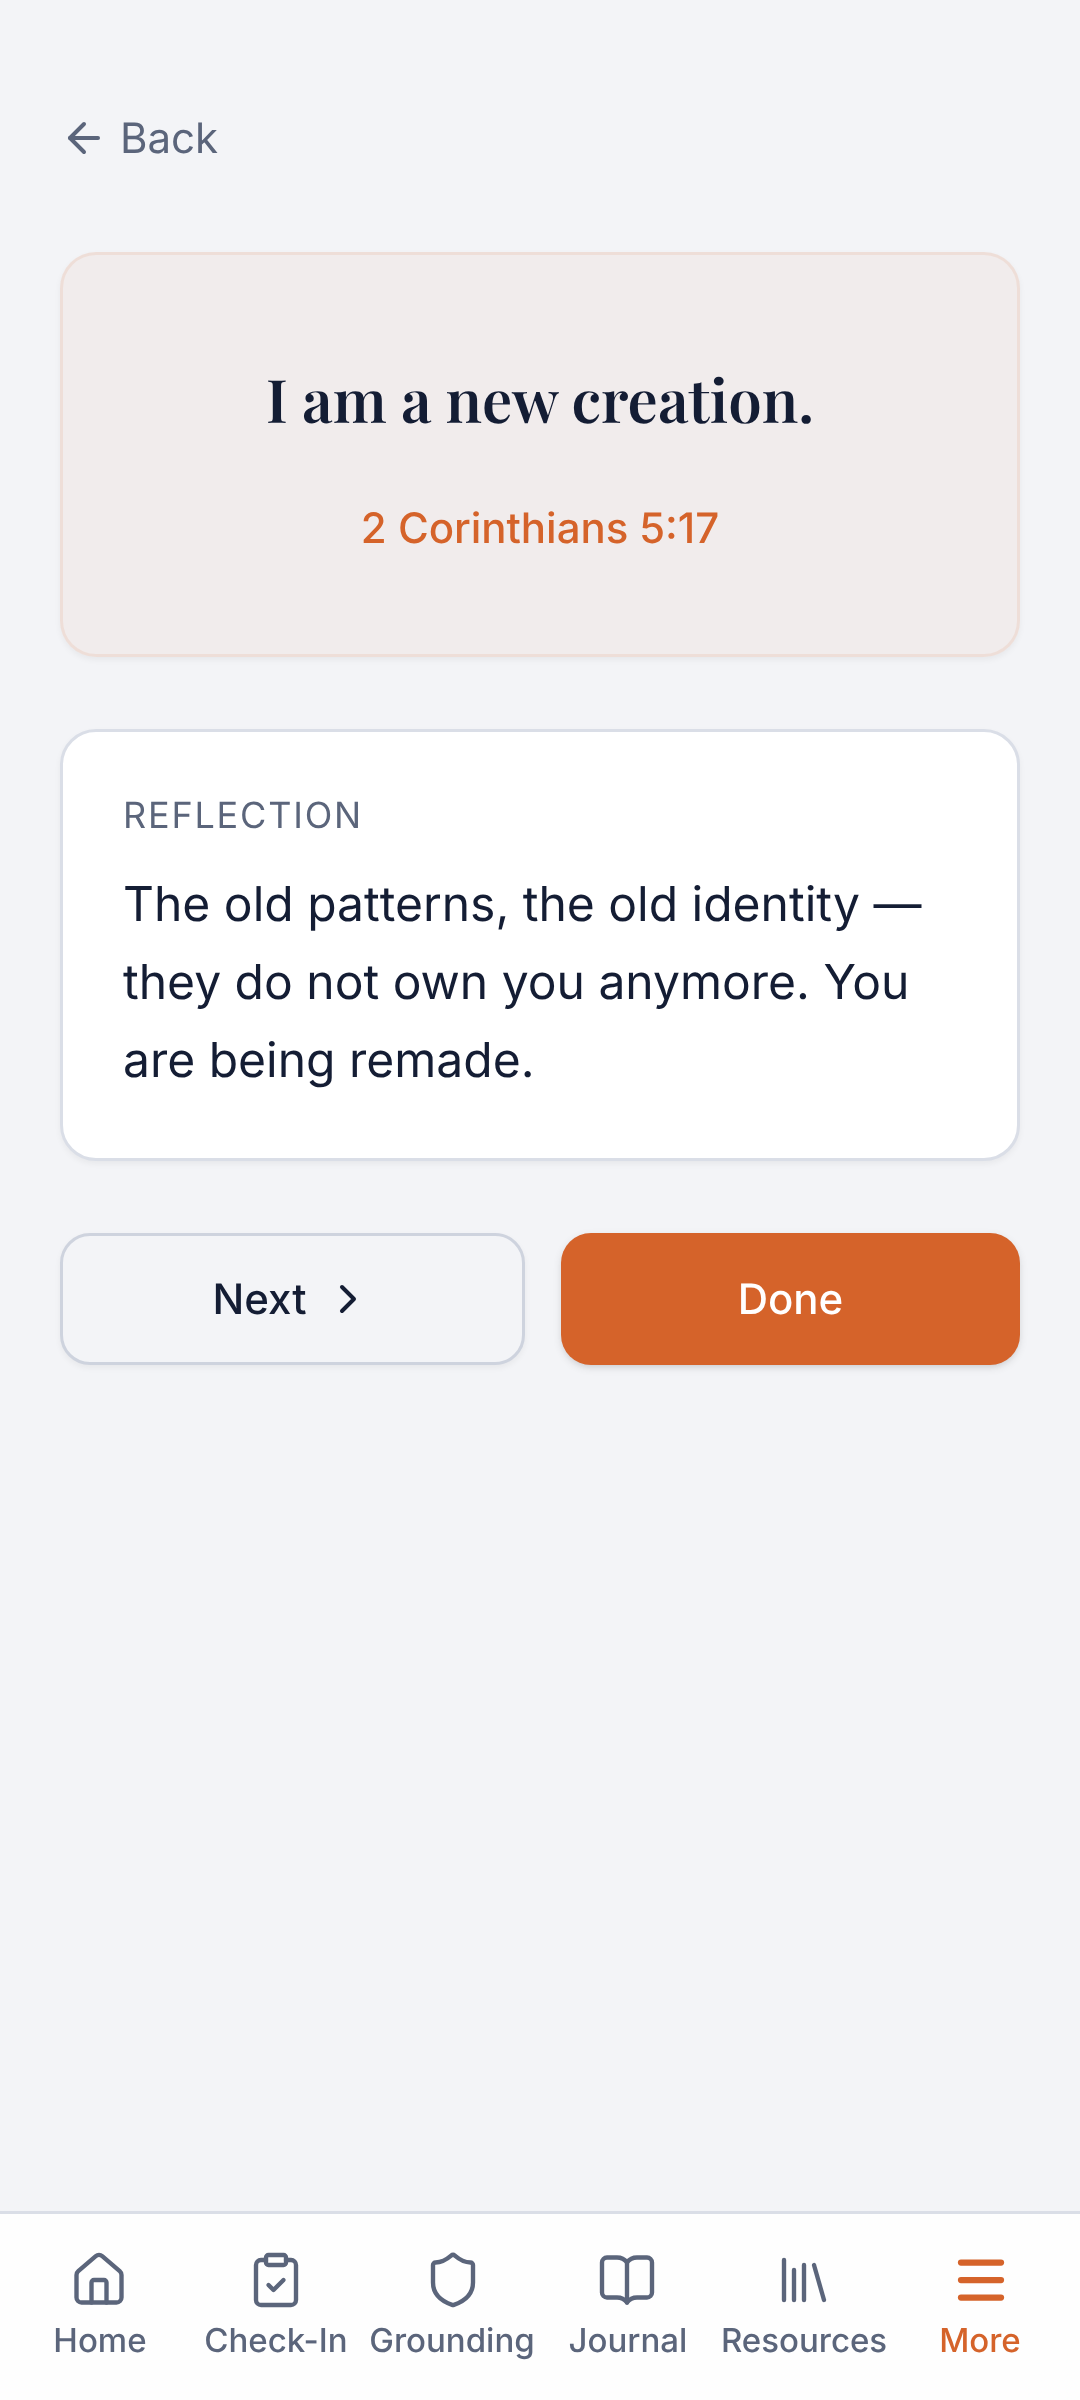 Back
I am a new creation.
2 Corinthians 5:17
REFLECTION
The old patterns, the old identity —
they do not own you anymore. You
are being remade.
Next
Done
Home
Check-In
Grounding
Journal
Resources
More